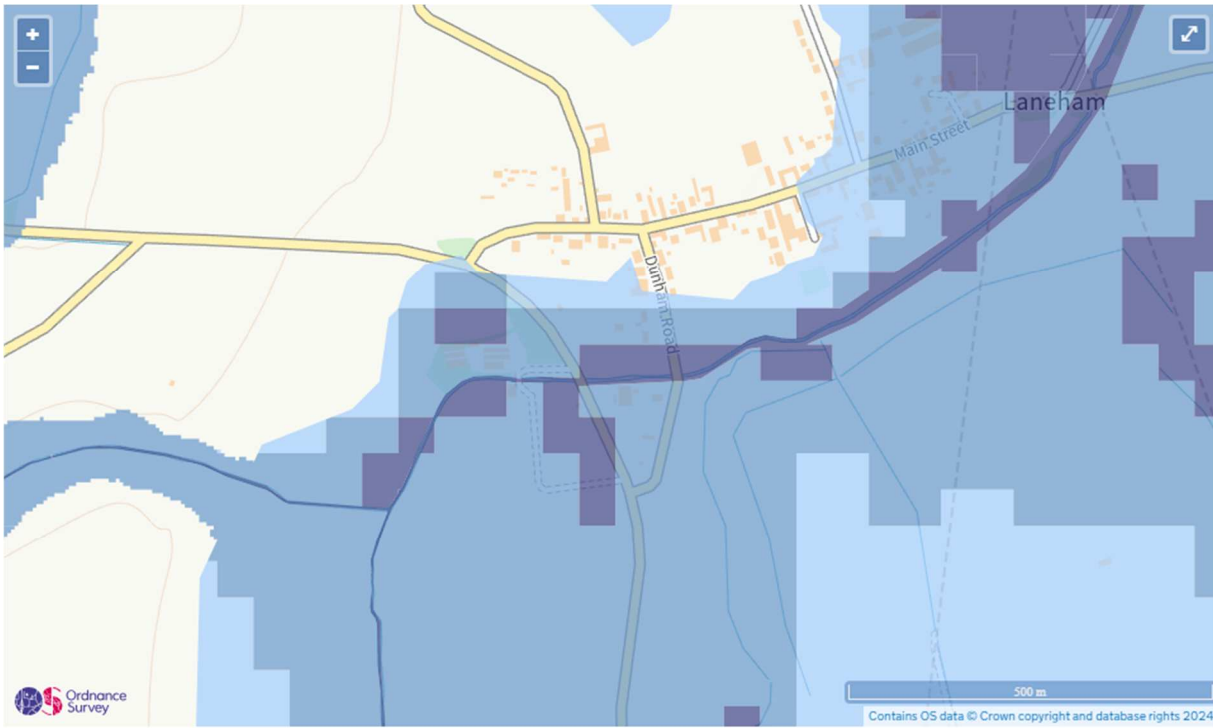 +
−
Laneham
Main Street
Dunham Road
Ordnance
Survey
500 m
Contains OS data © Crown copyright and database rights 2024